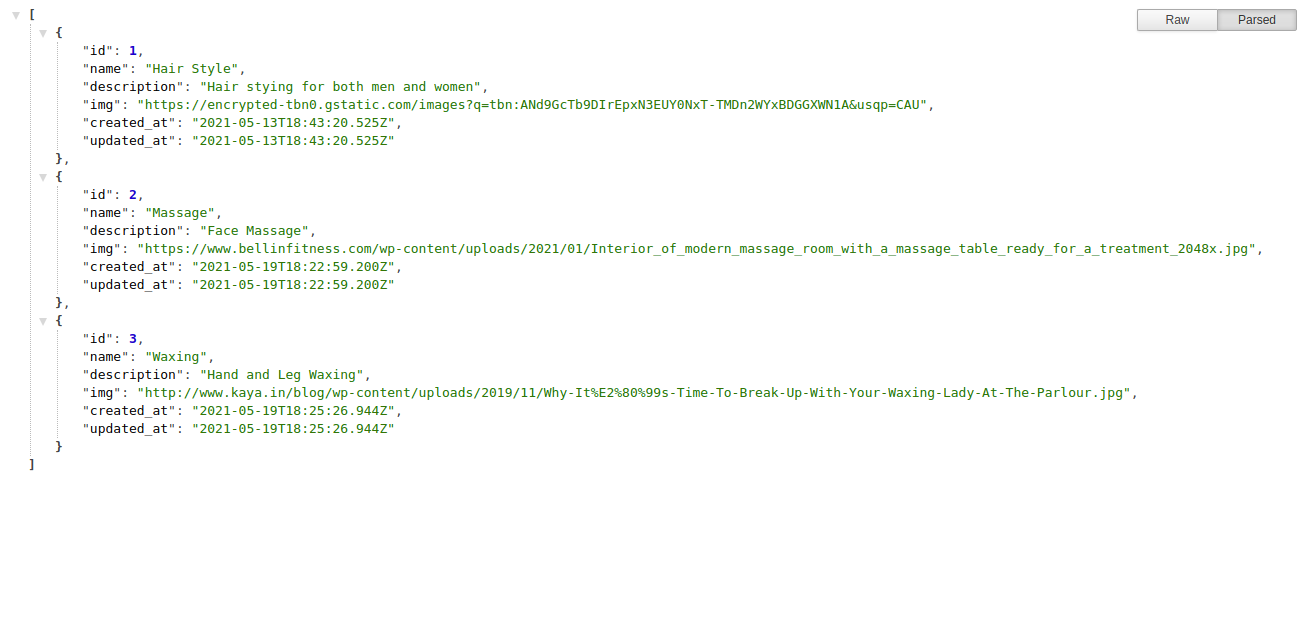 [
{
"id": 1,
"name": "Hair Style",
"description": "Hair stying for both men and women",
"img": "https://encrypted-tbn0.gstatic.com/images?q=tbn:ANd9GcTb9DIrEpxN3EUY0NxT-TMDn2WYxBDGGXWN1A&usqp=CAU",
"created_at": "2021-05-13T18:43:20.525Z",
"updated_at": "2021-05-13T18:43:20.525Z"
},
{
"id": 2,
"name": "Massage",
"description": "Face Massage",
"img": "https://www.bellinfitness.com/wp-content/uploads/2021/01/Interior_of_modern_massage_room_with_a_massage_table_ready_for_a_treatment_2048x.jpg",
"created_at": "2021-05-19T18:22:59.200Z",
"updated_at": "2021-05-19T18:22:59.200Z"
},
{
"id": 3,
"name": "Waxing",
"description": "Hand and Leg Waxing",
"img": "http://www.kaya.in/blog/wp-content/uploads/2019/11/Why-It%E2%80%99s-Time-To-Break-Up-With-Your-Waxing-Lady-At-The-Parlour.jpg",
"created_at": "2021-05-19T18:25:26.944Z",
"updated_at": "2021-05-19T18:25:26.944Z"
}
]
Raw Parsed